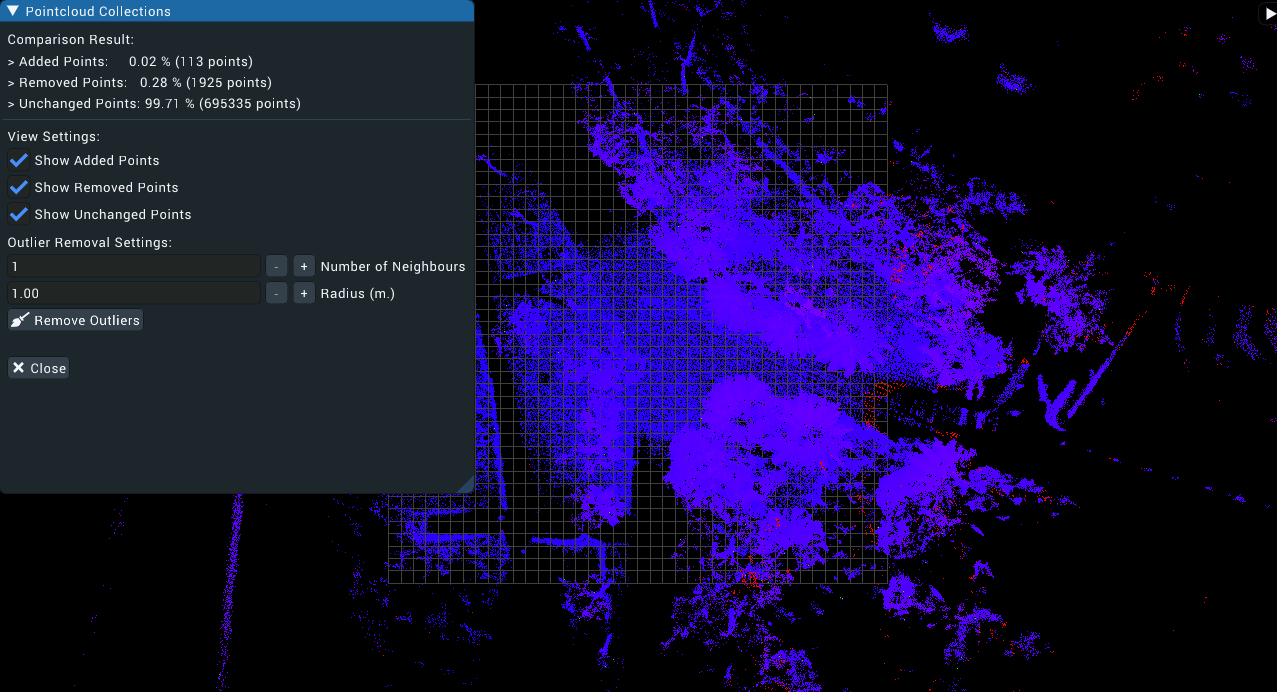 Pointcloud Collections
Comparison Result:
> Added Points: 0.02 % (113 points)
> Removed Points: 0.28 % (1925 points)
> Unchanged Points: 99.71 % (695335 points)
View Settings:
Show Added Points
Show Removed Points
Show Unchanged Points
Outlier Removal Settings:
1 - + Number of Neighbours
1.00 - + Radius (m.)
Remove Outliers
Close